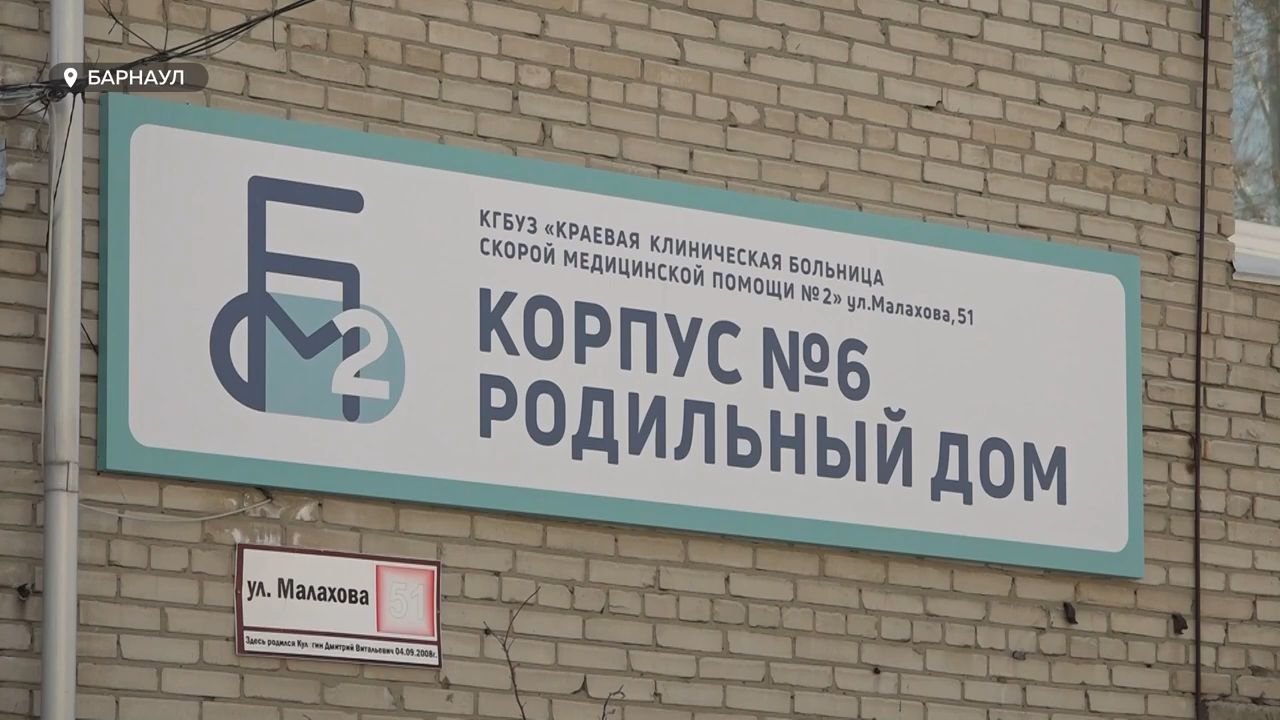 БАРНАУЛ
БМ2
КГБУЗ «КРАЕВАЯ КЛИНИЧЕСКАЯ БОЛЬНИЦА
СКОРОЙ МЕДИЦИНСКОЙ ПОМОЩИ №2» ул.Малахова,51
КОРПУС №6
РОДИЛЬНЫЙ ДОМ
ул. Малахова 51
Здесь родился Дмитрий Витальевич 04.09.2008г.